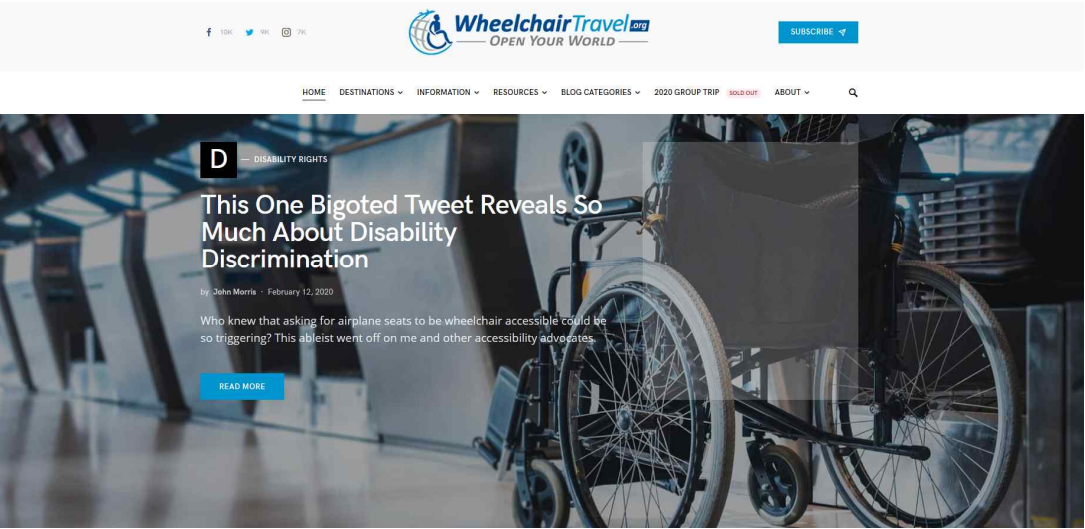 10K 9K 7K
WheelchairTravel.org
OPEN YOUR WORLD
SUBSCRIBE
HOME DESTINATIONS INFORMATION RESOURCES BLOG CATEGORIES 2020 GROUP TRIP SOLD OUT ABOUT
D — DISABILITY RIGHTS
This One Bigoted Tweet Reveals So
Much About Disability
Discrimination
by John Morris · February 12, 2020
Who knew that asking for airplane seats to be wheelchair accessible could be
so triggering? This ableist went off on me and other accessibility advocates.
READ MORE